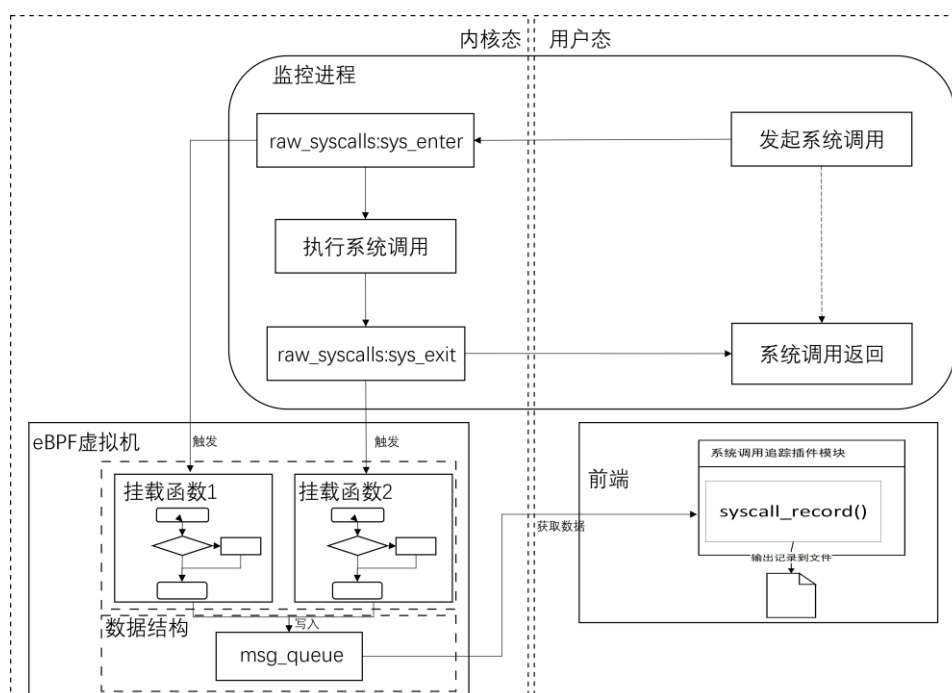 内核态
用户态
监控进程
raw_syscalls:sys_enter
发起系统调用
执行系统调用
raw_syscalls:sys_exit
系统调用返回
eBPF虚拟机
触发
触发
挂载函数1
挂载函数2
数据结构
写入
msg_queue
获取数据
前端
系统调用追踪插件模块
syscall_record()
输出记录到文件